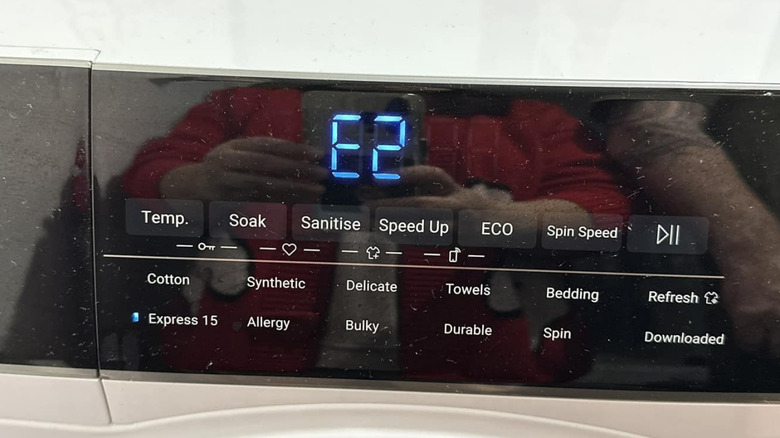 E2
Temp. Soak Sanitise Speed Up ECO Spin Speed
Cotton Synthetic Delicate Towels Bedding Refresh
Express 15 Allergy Bulky Durable Spin Downloaded